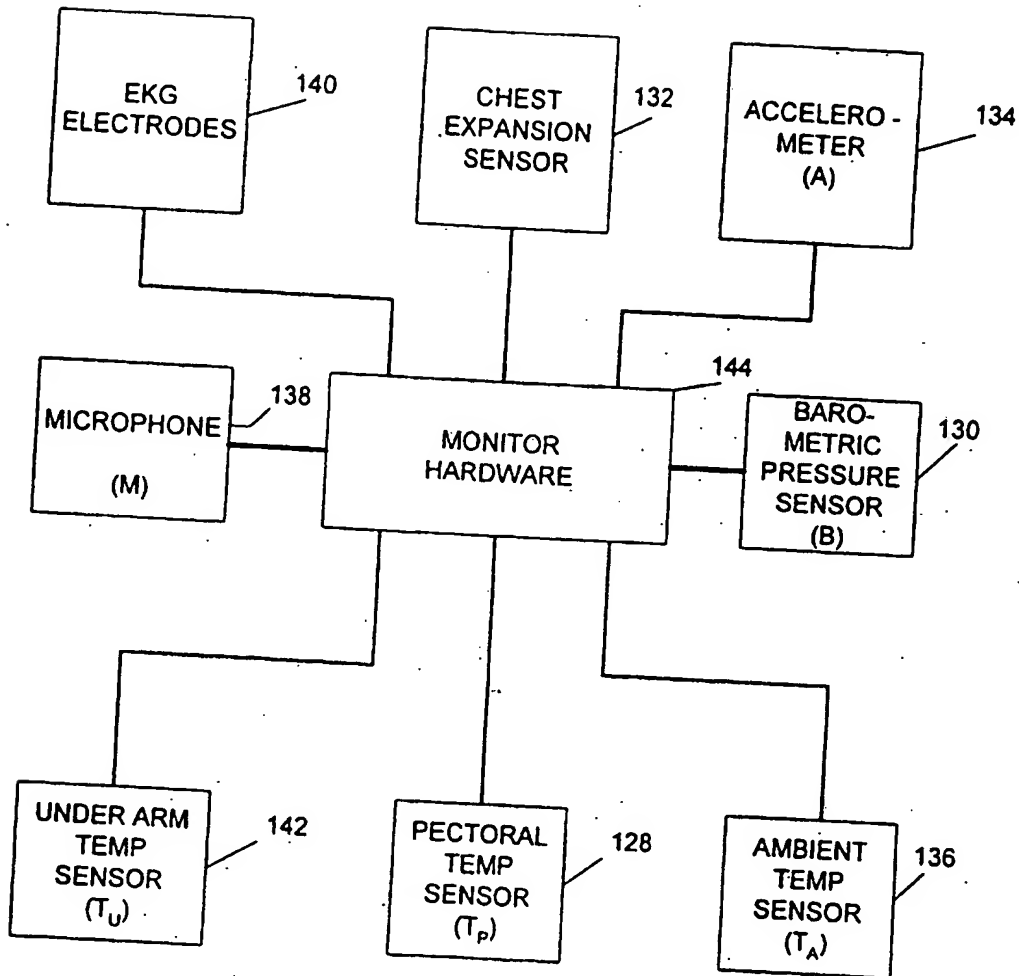 EKG
ELECTRODES
140
CHEST
EXPANSION
SENSOR
132
ACCELERO -
METER
(A)
134
MICROPHONE
(M)
138
MONITOR
HARDWARE
144
BARO-
METRIC
PRESSURE
SENSOR
(B)
130
UNDER ARM
TEMP
SENSOR
(TU)
142
PECTORAL
TEMP
SENSOR
(TP)
128
AMBIENT
TEMP
SENSOR
(TA)
136